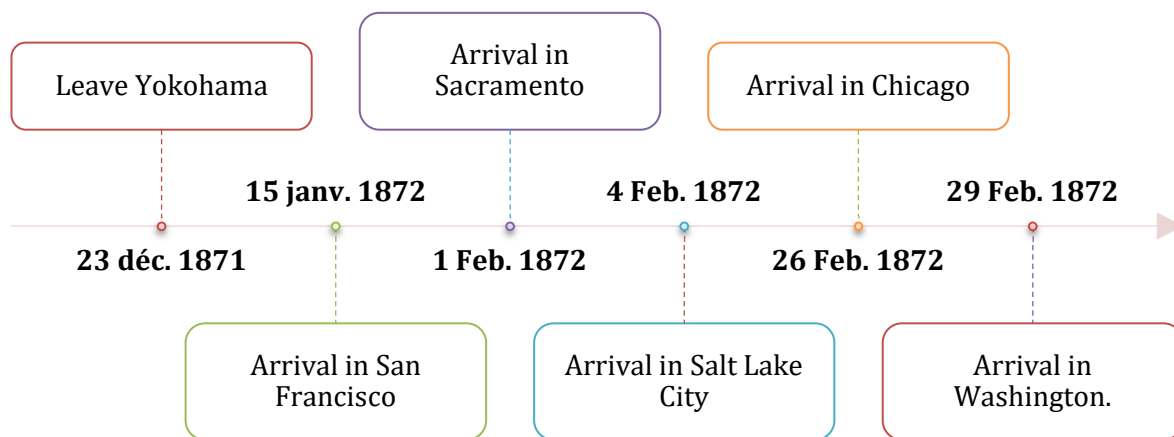 Leave Yokohama
Arrival in
Sacramento
Arrival in Chicago
15 janv. 1872
4 Feb. 1872
29 Feb. 1872
23 déc. 1871
1 Feb. 1872
26 Feb. 1872
Arrival in San
Francisco
Arrival in Salt Lake
City
Arrival in
Washington.